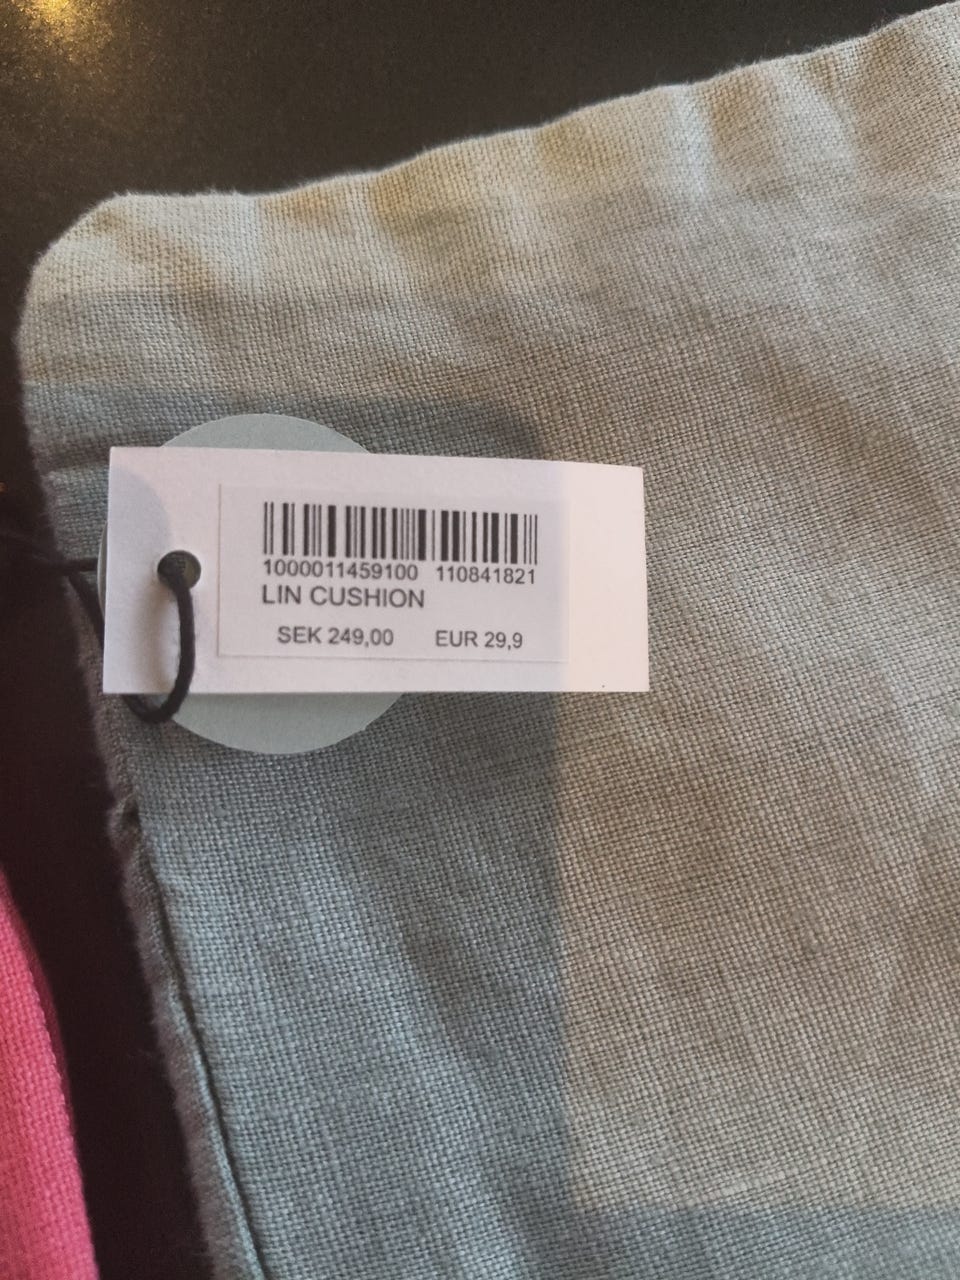 1000011459100 110841821
LIN CUSHION
SEK 249,00 EUR 29,9